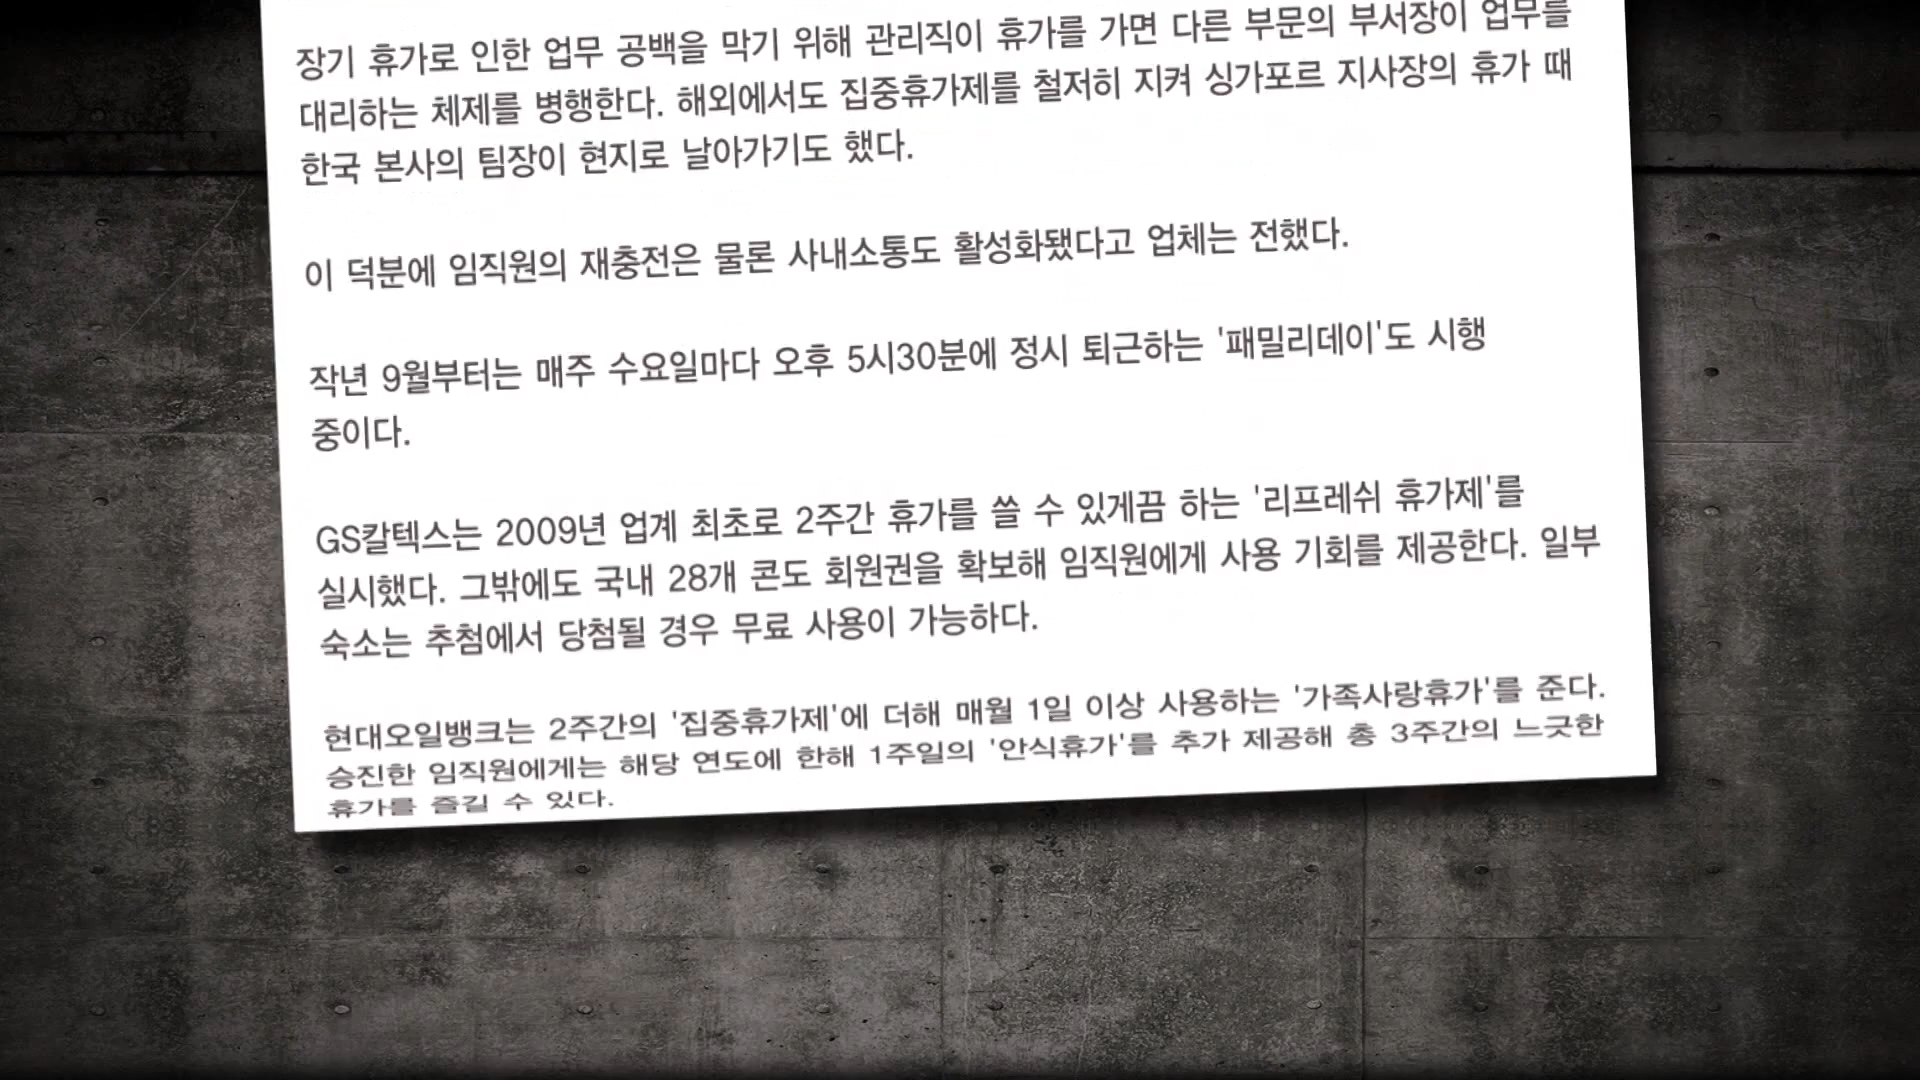 장기 휴가로 인한 업무 공백을 막기 위해 관리직이 휴가를 가면 다른 부문의 부서장이 업무를
대리하는 체제를 병행한다. 해외에서도 집중휴가제를 철저히 지켜 싱가포르 지사장의 휴가 때
한국 본사의 팀장이 현지로 날아가기도 했다.
이 덕분에 임직원의 재충전은 물론 사내소통도 활성화됐다고 업체는 전했다.
작년 9월부터는 매주 수요일마다 오후 5시30분에 정시 퇴근하는 '패밀리데이'도 시행
중이다.
GS칼텍스는 2009년 업계 최초로 2주간 휴가를 쓸 수 있게끔 하는 '리프레쉬 휴가제'를
실시했다. 그밖에도 국내 28개 콘도 회원권을 확보해 임직원에게 사용 기회를 제공한다. 일부
숙소는 추첨에서 당첨될 경우 무료 사용이 가능하다.
현대오일뱅크는 2주간의 '집중휴가제'에 더해 매월 1일 이상 사용하는 '가족사랑휴가'를 준다.
승진한 임직원에게는 해당 연도에 한해 1주일의 '안식휴가'를 추가 제공해 총 3주간의 느긋한
휴가를 즐길 수 있다.